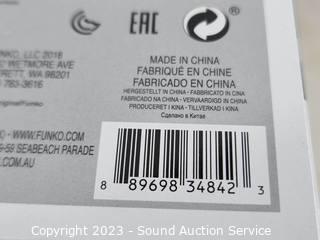 EAC
FUNKO, LLC 2018
WETMORE AVE
EVERETT, WA 98201
783-3616
MADE IN CHINA
FABRIQUÉ EN CHINE
FABRICADO EN CHINA
HERGESTELLT IN CHINA • FABBRICATO IN CINA
FABRICADO NA CHINA • VERVAARDIGD IN CHINA
PRODUCERET I KINA • TILLVERKAD I KINA
Сделано в Китае
WWW.FUNKO.COM
SEABEACH PARADE
.COM.AU
8 89698 34842 3
Copyright © 2023 - Sound Auction Service